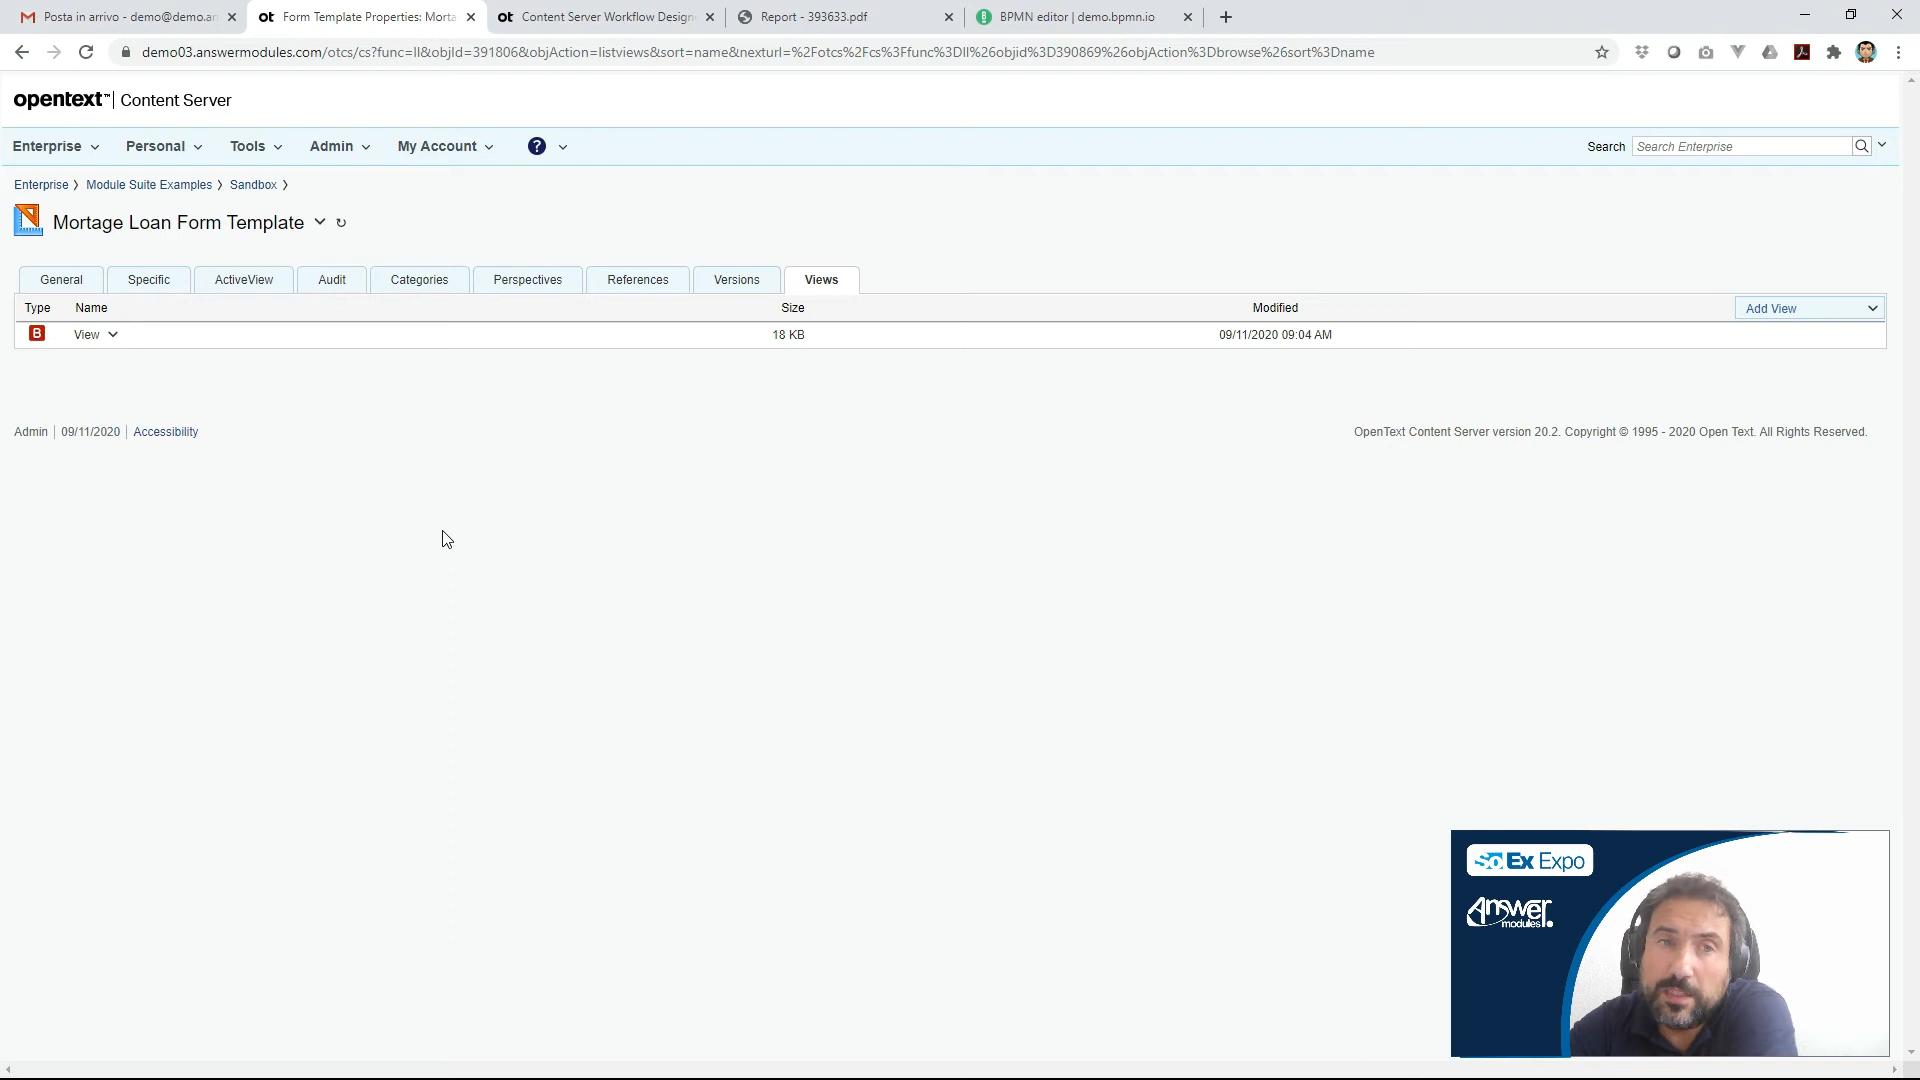 Posta in arrivo - demo@demo.an
Form Template Properties: Morta
Content Server Workflow Design
Report - 393633.pdf
BPMN editor | demo.bpmn.io
demo03.answermodules.com/otcs/cs?func=ll&objId=391806&objAction=listviews&sort=name&nexturl=%2Fotcs%2Fcs%3Ffunc%3Dll%26objid%3D390869%26objAction%3Dbrowse%26sort%3Dname
opentext™ | Content Server
Enterprise Personal Tools Admin My Account ?
Search Search Enterprise
Enterprise 〉 Module Suite Examples 〉 Sandbox 〉
Mortage Loan Form Template
General Specific ActiveView Audit Categories Perspectives References Versions Views
Type Name Size Modified Add View
B View 18 KB 09/11/2020 09:04 AM
Admin | 09/11/2020 | Accessibility
OpenText Content Server version 20.2. Copyright © 1995 - 2020 Open Text. All Rights Reserved.
SoEx Expo
Answer
modules